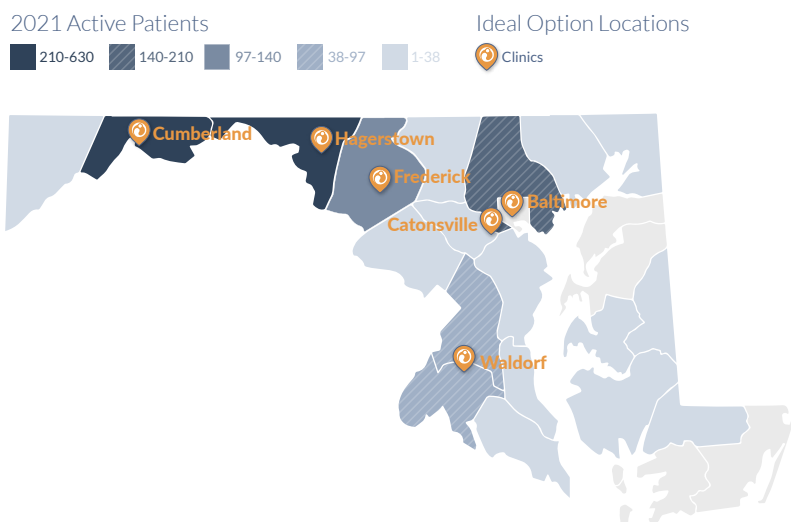 2021 Active Patients
Ideal Option Locations
210-630
140-210
97-140
38-97
1-38
Clinics
Cumberland
Hagerstown
Frederick
Baltimore
Catonsville
Waldorf